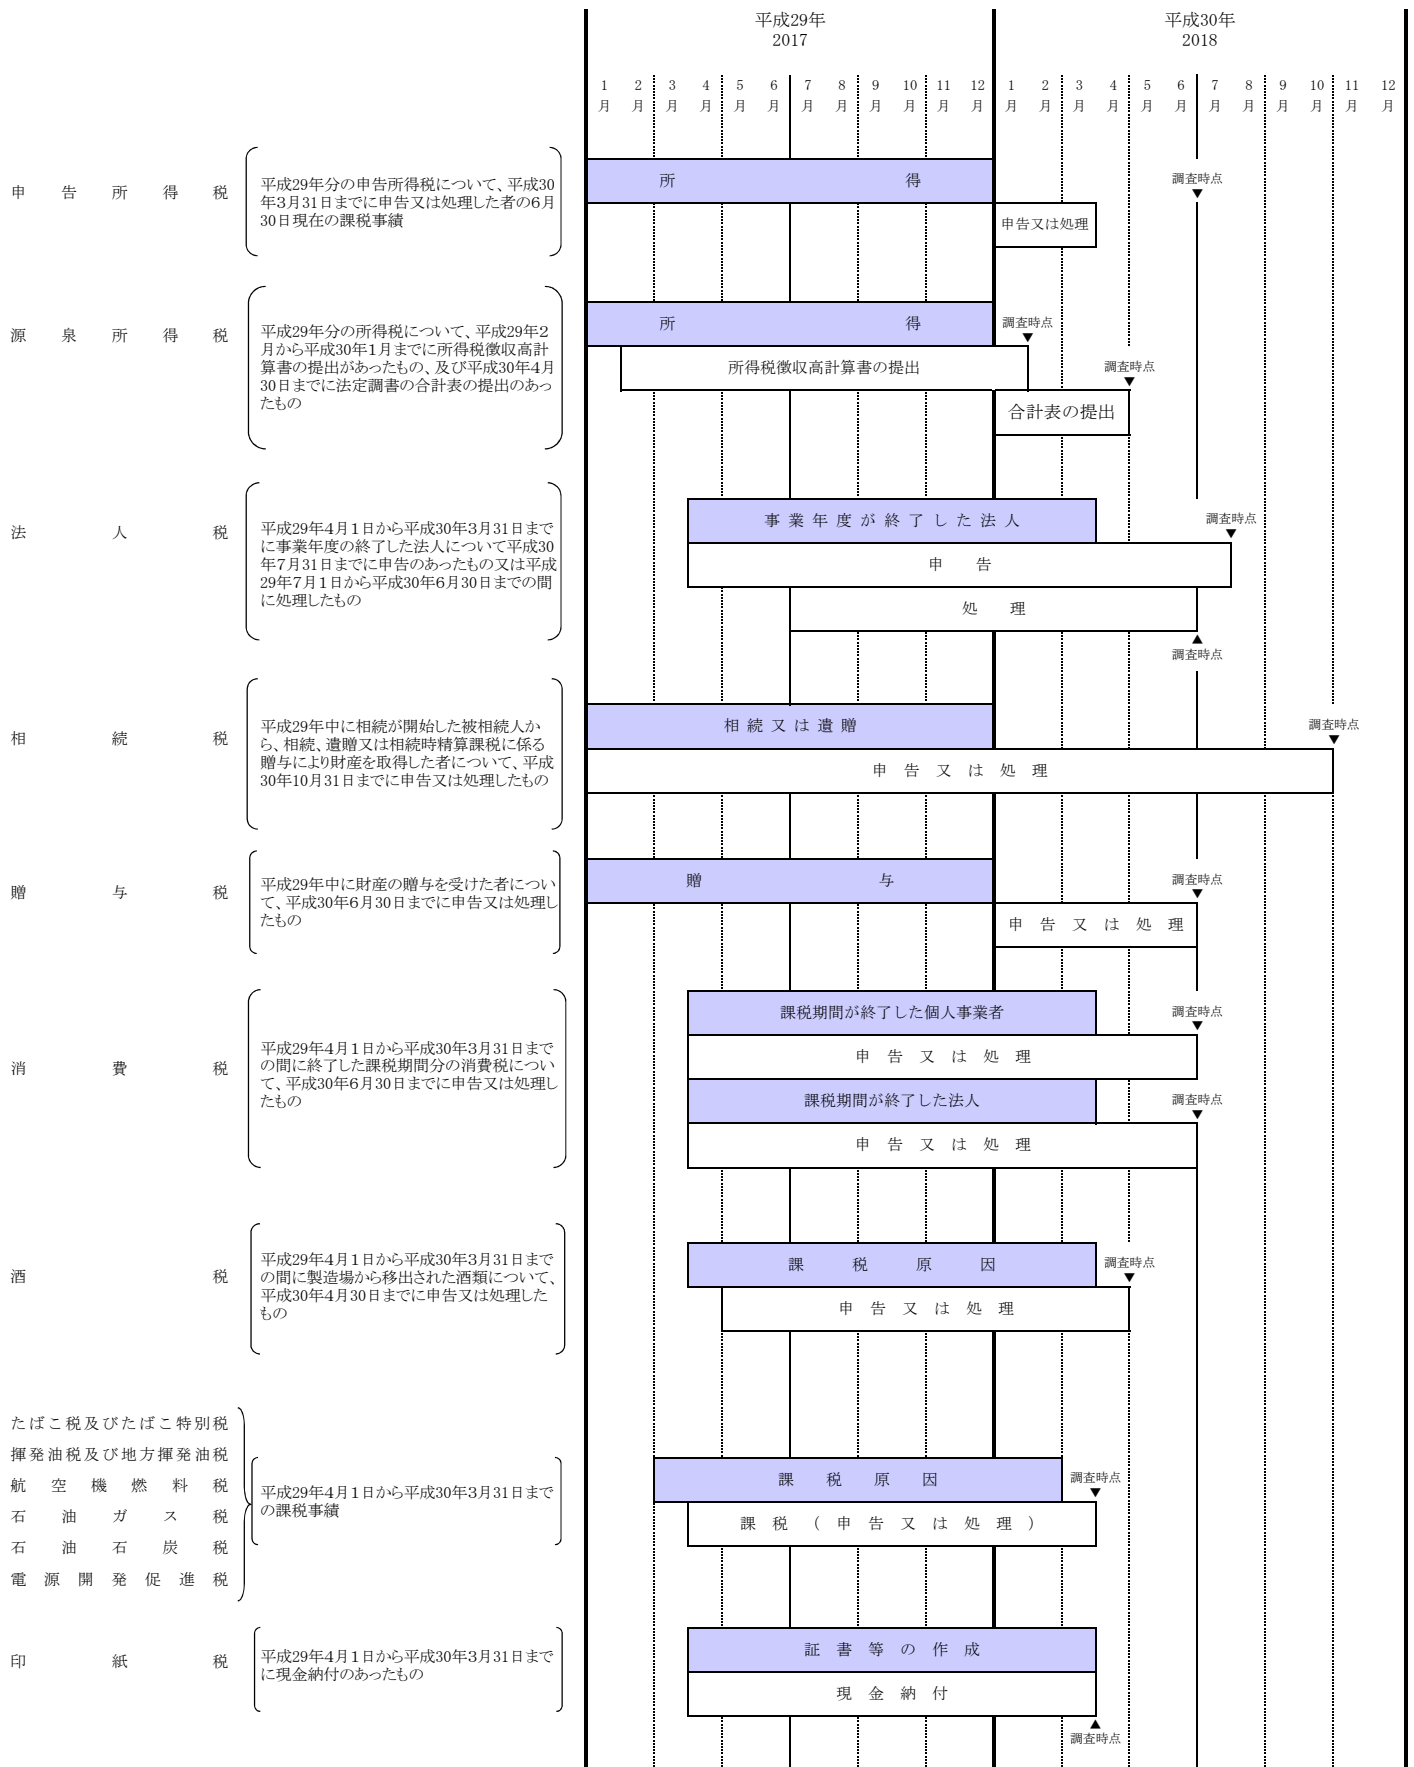 平成29年
2017
平成30年
2018
1 2 3 4 5 6 7 8 9 10 11 12 1 2 3 4 5 6 7 8 9 10 11 12
月 月 月 月 月 月 月 月 月 月 月 月 月 月 月 月 月 月 月 月 月 月 月 月
申告所得税
平成29年分の申告所得税について、平成30
年3月31日までに申告又は処理した者の6月
30日現在の課税事績
所得
調査時点
▼
申告又は処理
源泉所得税
平成29年分の所得税について、平成29年2
月から平成30年1月までに所得税徴収高計
算書の提出があったもの、及び平成30年4月
30日までに法定調書の合計表の提出のあっ
たもの
所得
調査時点
▼
所得税徴収高計算書の提出
調査時点
▼
合計表の提出
法人税
平成29年4月1日から平成30年3月31日まで
に事業年度の終了した法人について平成30
年7月31日までに申告のあったもの又は平成
29年7月1日から平成30年6月30日までの間
に処理したもの
事業年度が終了した法人
調査時点
▼
申告
処理
▲
調査時点
相続税
平成29年中に相続が開始した被相続人か
ら、相続、遺贈又は相続時精算課税に係る
贈与により財産を取得した者について、平成
30年10月31日までに申告又は処理したもの
相続又は遺贈
調査時点
▼
申告又は処理
贈与税
平成29年中に財産の贈与を受けた者につい
て、平成30年6月30日までに申告又は処理し
たもの
贈与
調査時点
▼
申告又は処理
消費税
平成29年4月1日から平成30年3月31日まで
の間に終了した課税期間分の消費税につい
て、平成30年6月30日までに申告又は処理し
たもの
課税期間が終了した個人事業者
調査時点
▼
申告又は処理
課税期間が終了した法人
調査時点
▼
申告又は処理
酒税
平成29年4月1日から平成30年3月31日まで
の間に製造場から移出された酒類について、
平成30年4月30日までに申告又は処理した
もの
課税原因
調査時点
▼
申告又は処理
たばこ税及びたばこ特別税
揮発油税及び地方揮発油税
航空機燃料税
石油ガス税
石油石炭税
電源開発促進税
平成29年4月1日から平成30年3月31日まで
の課税事績
課税原因
調査時点
▼
課税(申告又は処理)
印紙税
平成29年4月1日から平成30年3月31日まで
に現金納付のあったもの
証書等の作成
現金納付
▲
調査時点